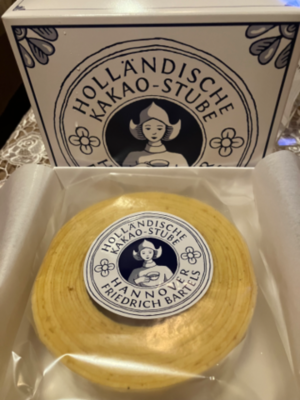 HOLLÄNDISCHE
KAKAO-STUBE
HOLLÄNDISCHE
KAKAO-STUBE
HANNOVER
FRIEDRICH BARTELS